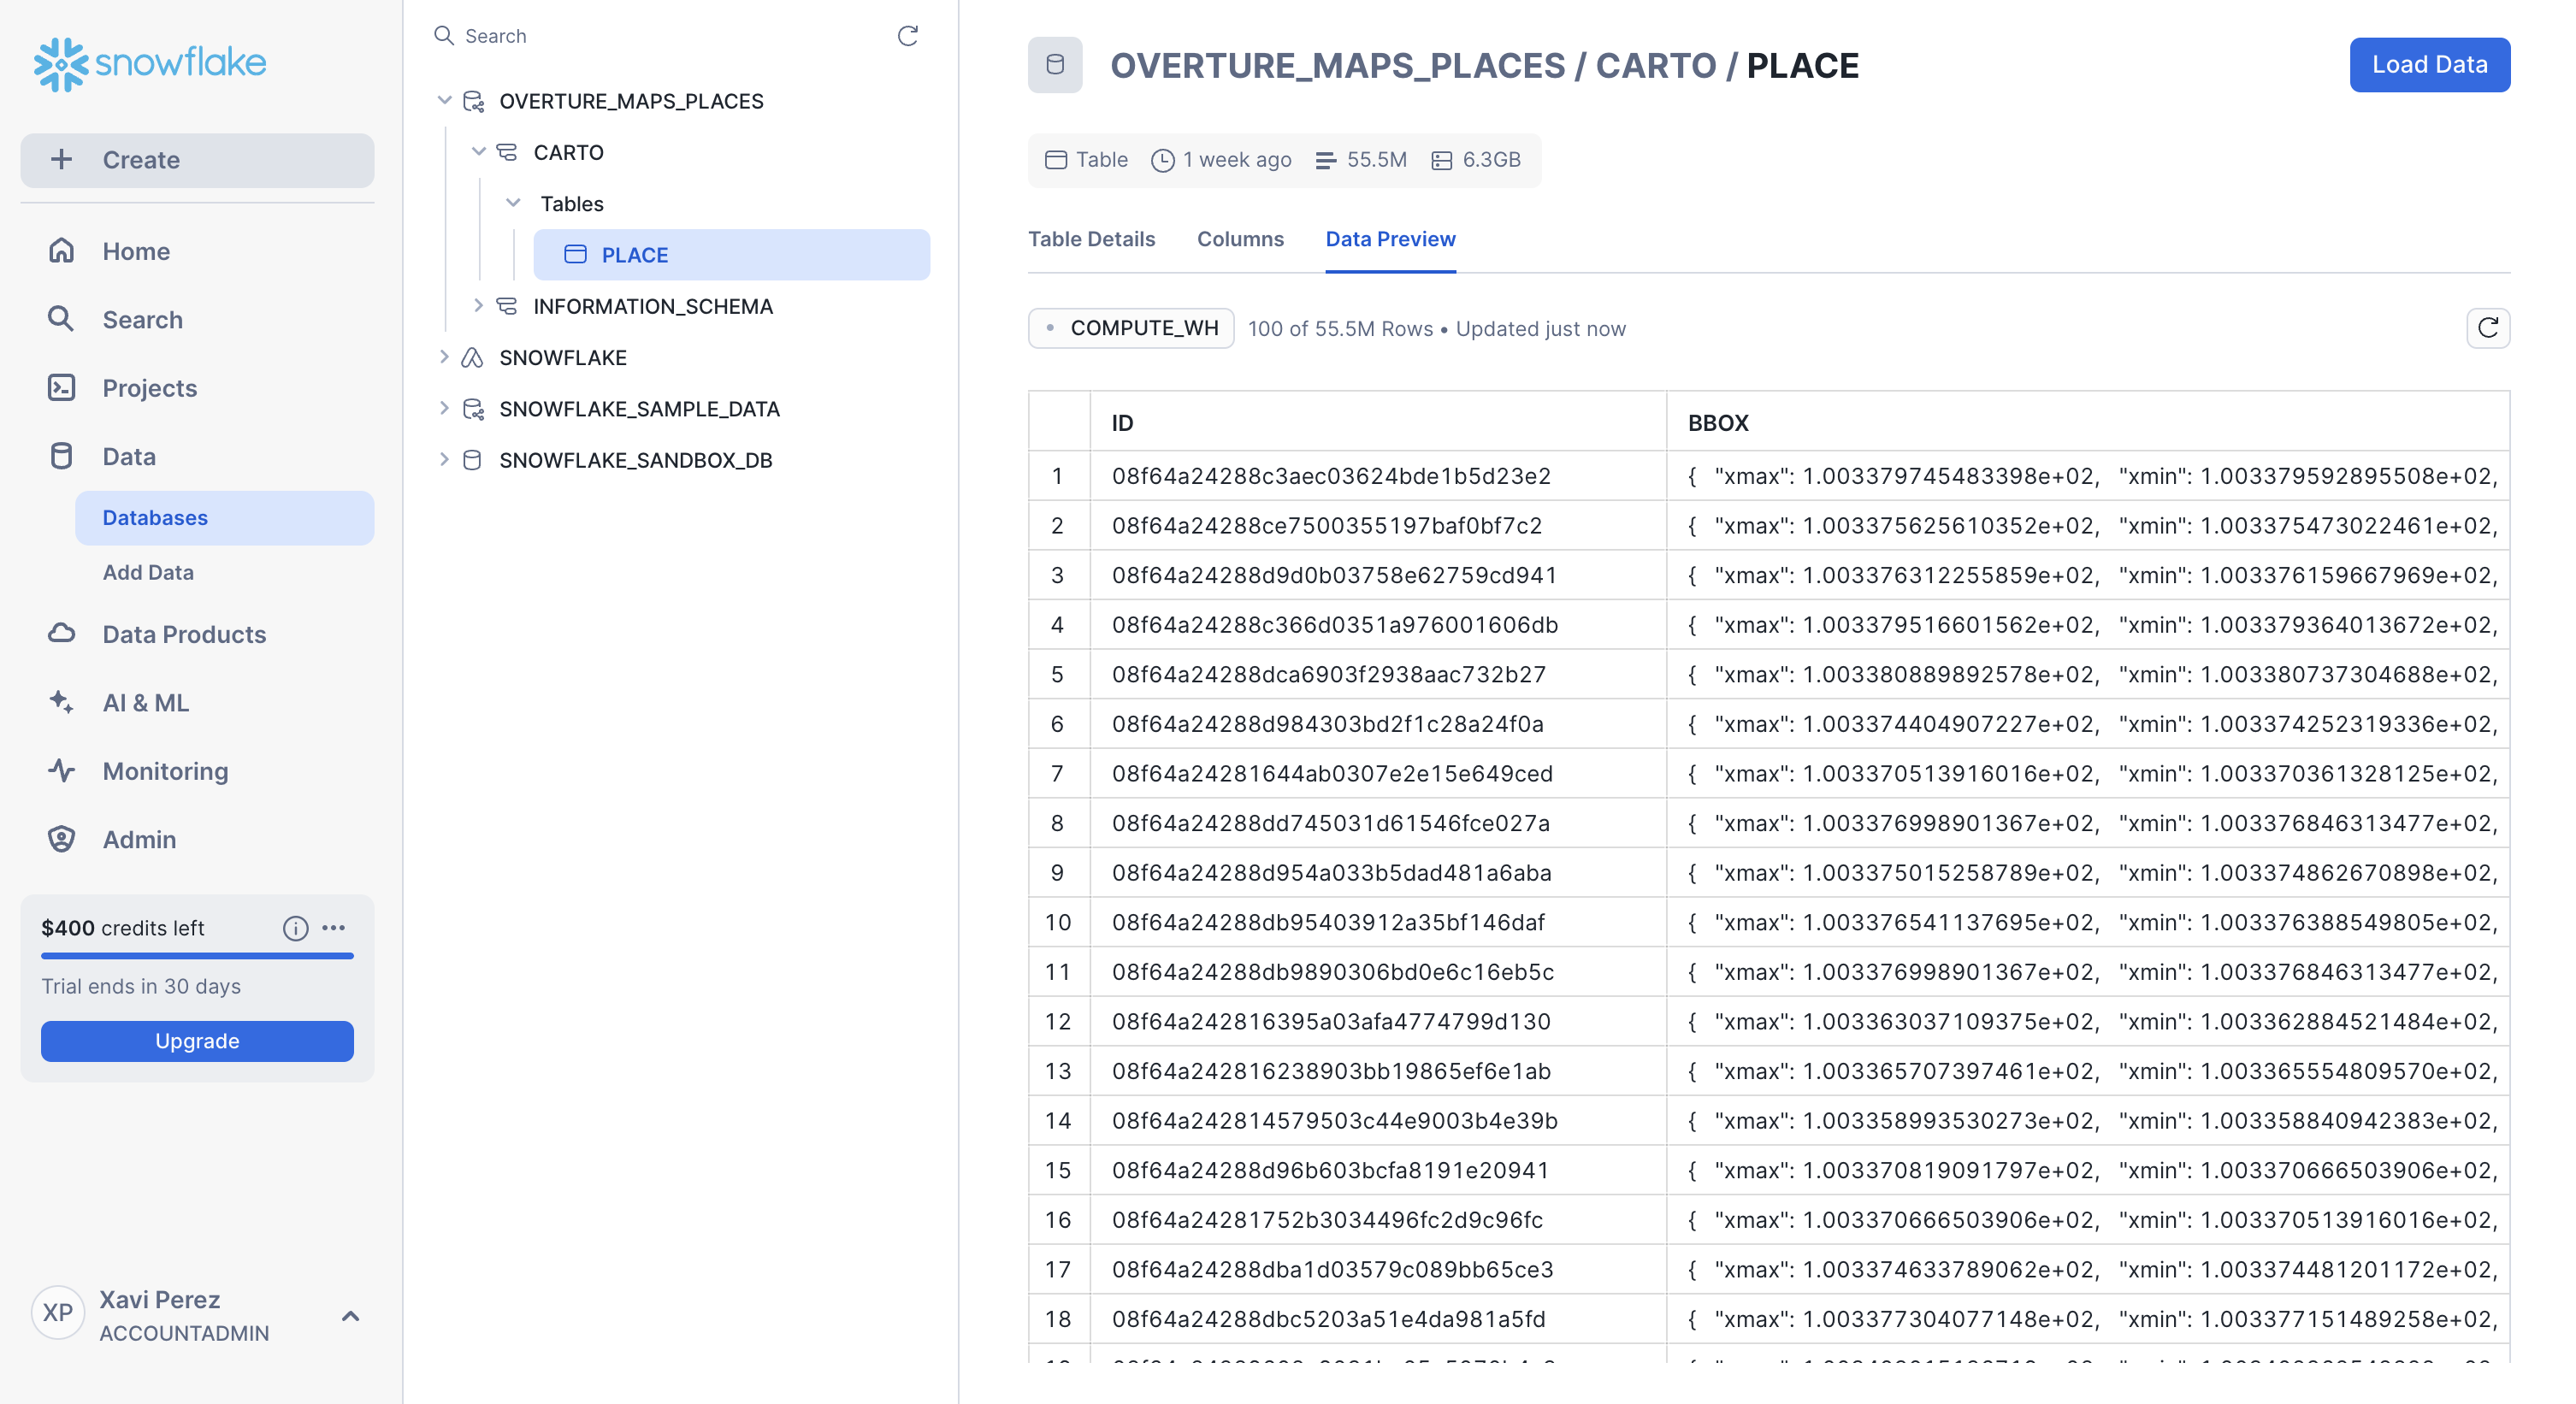 snowflake
Create
Home
Search
Projects
Data
Databases
Add Data
Data Products
AI & ML
Monitoring
Admin
$400 credits left
Trial ends in 30 days
Upgrade
XP
Xavi Perez
ACCOUNTADMIN
Search
OVERTURE_MAPS_PLACES
CARTO
Tables
PLACE
INFORMATION_SCHEMA
SNOWFLAKE
SNOWFLAKE_SAMPLE_DATA
SNOWFLAKE_SANDBOX_DB
OVERTURE_MAPS_PLACES / CARTO / PLACE
Load Data
Table 1 week ago 55.5M 6.3GB
Table Details Columns Data Preview
COMPUTE_WH 100 of 55.5M Rows • Updated just now
ID BBOX
1 08f64a24288c3aec03624bde1b5d23e2 { "xmax": 1.003379745483398e+02, "xmin": 1.003379592895508e+02,
2 08f64a24288ce7500355197baf0bf7c2 { "xmax": 1.003375625610352e+02, "xmin": 1.003375473022461e+02,
3 08f64a24288d9d0b03758e62759cd941 { "xmax": 1.003376312255859e+02, "xmin": 1.003376159667969e+02,
4 08f64a24288c366d0351a976001606db { "xmax": 1.003379516601562e+02, "xmin": 1.003379364013672e+02,
5 08f64a24288dca6903f2938aac732b27 { "xmax": 1.003380889892578e+02, "xmin": 1.003380737304688e+02,
6 08f64a24288d984303bd2f1c28a24f0a { "xmax": 1.003374404907227e+02, "xmin": 1.003374252319336e+02,
7 08f64a24281644ab0307e2e15e649ced { "xmax": 1.003370513916016e+02, "xmin": 1.003370361328125e+02,
8 08f64a24288dd745031d61546fce027a { "xmax": 1.003376998901367e+02, "xmin": 1.003376846313477e+02,
9 08f64a24288d954a033b5dad481a6aba { "xmax": 1.003375015258789e+02, "xmin": 1.003374862670898e+02,
10 08f64a24288db95403912a35bf146daf { "xmax": 1.003376541137695e+02, "xmin": 1.003376388549805e+02,
11 08f64a24288db9890306bd0e6c16eb5c { "xmax": 1.003376998901367e+02, "xmin": 1.003376846313477e+02,
12 08f64a242816395a03afa4774799d130 { "xmax": 1.003363037109375e+02, "xmin": 1.003362884521484e+02,
13 08f64a242816238903bb19865ef6e1ab { "xmax": 1.003365707397461e+02, "xmin": 1.003365554809570e+02,
14 08f64a242814579503c44e9003b4e39b { "xmax": 1.003358993530273e+02, "xmin": 1.003358840942383e+02,
15 08f64a24288d96b603bcfa8191e20941 { "xmax": 1.003370819091797e+02, "xmin": 1.003370666503906e+02,
16 08f64a24281752b3034496fc2d9c96fc { "xmax": 1.003370666503906e+02, "xmin": 1.003370513916016e+02,
17 08f64a24288dba1d03579c089bb65ce3 { "xmax": 1.003374633789062e+02, "xmin": 1.003374481201172e+02,
18 08f64a24288dbc5203a51e4da981a5fd { "xmax": 1.003377304077148e+02, "xmin": 1.003377151489258e+02,